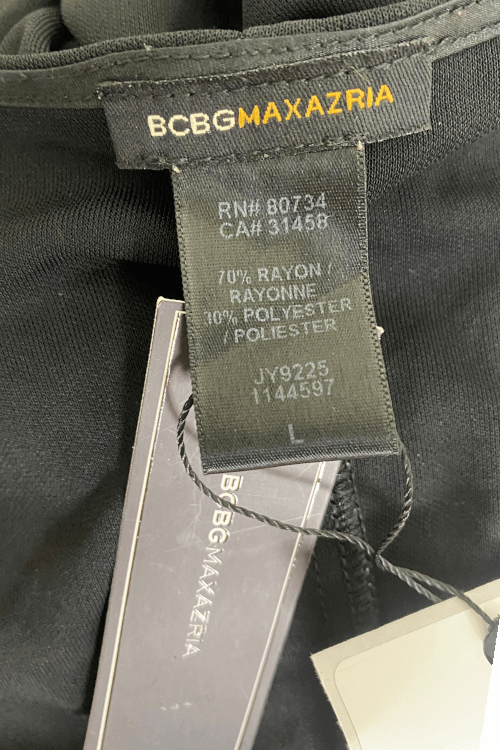 BCBGMAXAZRIA
RN# 80734
CA# 31458
70% RAYON /
RAYONNE
30% POLYESTER
/ POLIESTER
JY9225
1144597
L
BCBGMAXAZRIA